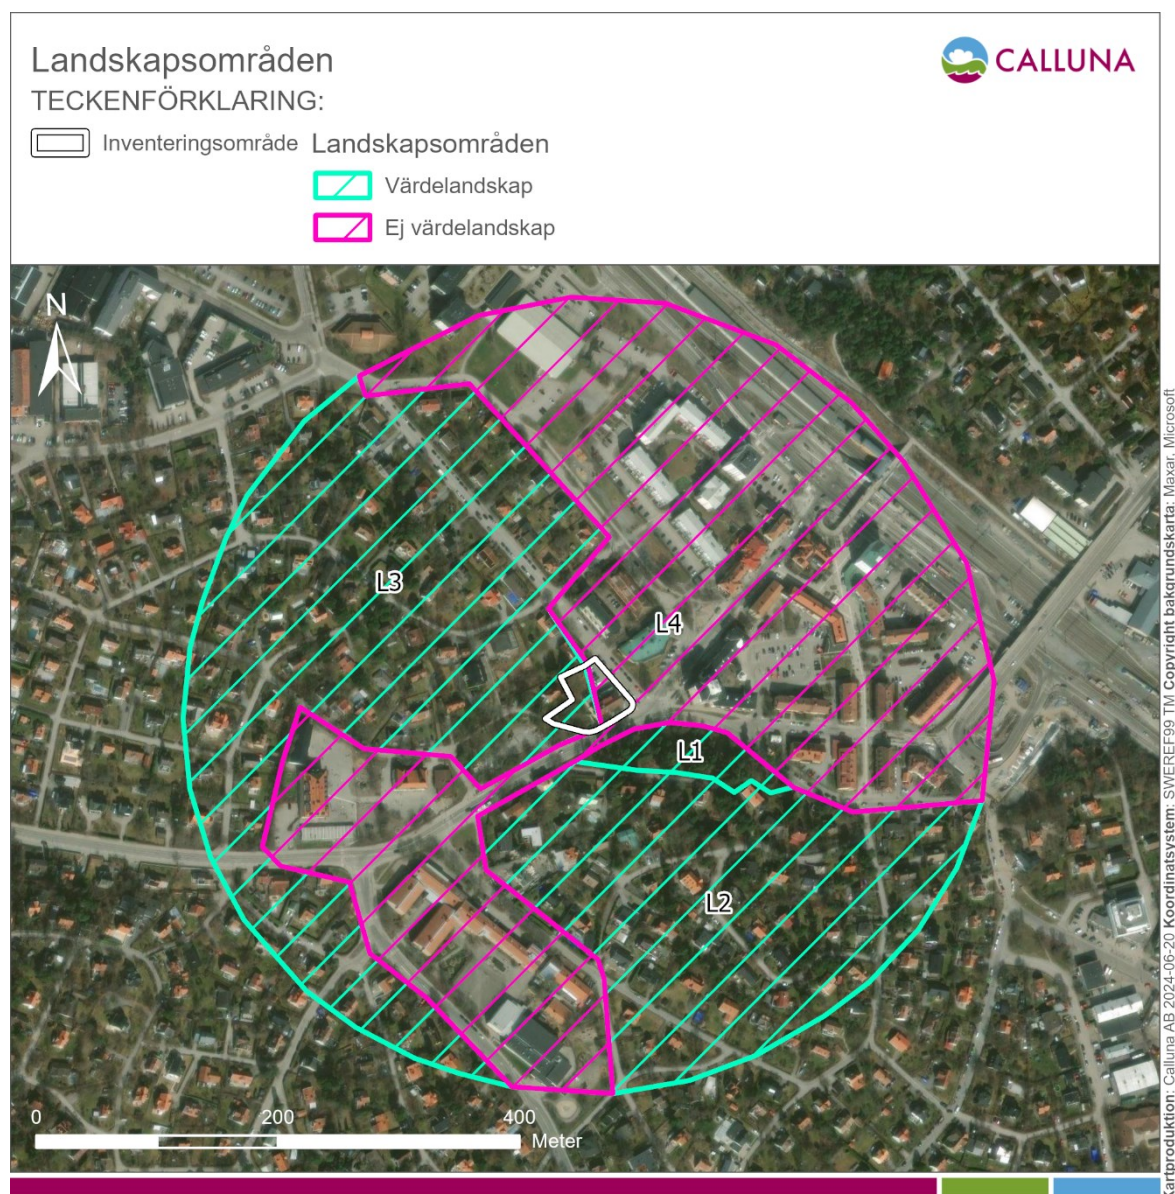 Landskapsområden
CALLUNA
TECKENFÖRKLARING:
Inventeringsområde
Landskapsområden
Värdelandskap
Ej värdelandskap
N
L3
L4
L1
L2
0 200 400
Meter
Kartproduktion: Calluna AB 2024-06-20 Koordinatsystem: SWEREF99 TM Copyright bakgrundskarta: Maxar, Microsoft